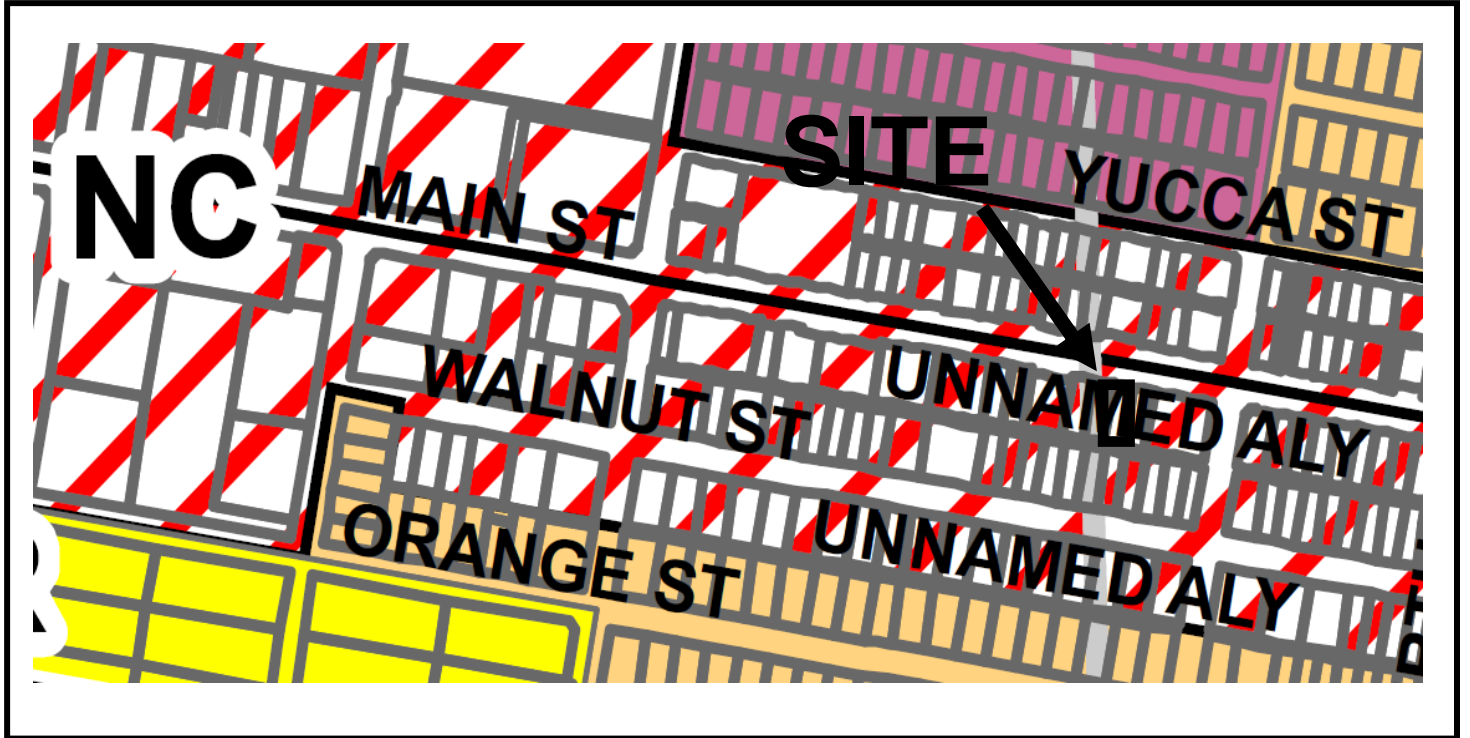 SITE
YUCCA ST
NC
MAIN ST
UNNAMED ALY
WALNUT ST
UNNAMED ALY
ORANGE ST